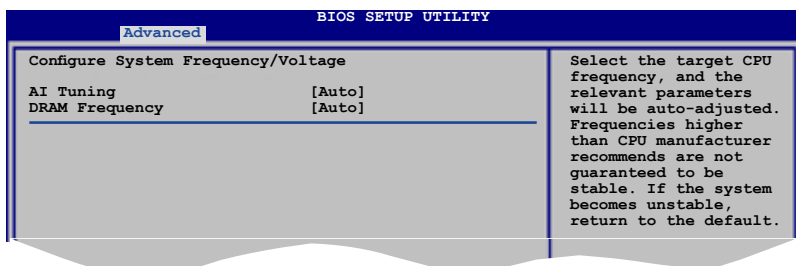 BIOS SETUP UTILITY
Advanced
Configure System Frequency/Voltage
AI Tuning [Auto]
DRAM Frequency [Auto]
Select the target CPU
frequency, and the
relevant parameters
will be auto-adjusted.
Frequencies higher
than CPU manufacturer
recommends are not
guaranteed to be
stable. If the system
becomes unstable,
return to the default.